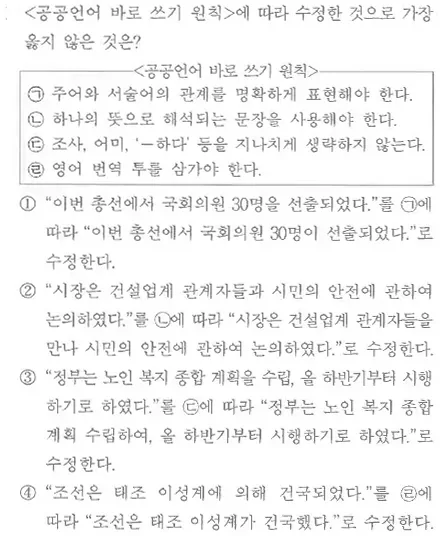 <공공언어 바로 쓰기 원칙>에 따라 수정한 것으로 가장
옳지 않은 것은?
<공공언어 바로 쓰기 원칙>
㉠ 주어와 서술어의 관계를 명확하게 표현해야 한다.
㉡ 하나의 뜻으로 해석되는 문장을 사용해야 한다.
㉢ 조사, 어미, '-하다' 등을 지나치게 생략하지 않는다.
㉣ 영어 번역 투를 삼가야 한다.
① “이번 총선에서 국회의원 30명을 선출되었다.”를 ㉠에
따라 “이번 총선에서 국회의원 30명이 선출되었다.”로
수정한다.
② “시장은 건설업계 관계자들과 시민의 안전에 관하여
논의하였다.”를 ㉡에 따라 “시장은 건설업계 관계자들을
만나 시민의 안전에 관하여 논의하였다.”로 수정한다.
③ “정부는 노인 복지 종합 계획을 수립, 올 하반기부터 시행
하기로 하였다.”를 ㉢에 따라 “정부는 노인 복지 종합
계획 수립하여, 올 하반기부터 시행하기로 하였다.”로
수정한다.
④ “조선은 태조 이성계에 의해 건국되었다.”를 ㉣에
따라 “조선은 태조 이성계가 건국했다.”로 수정한다.